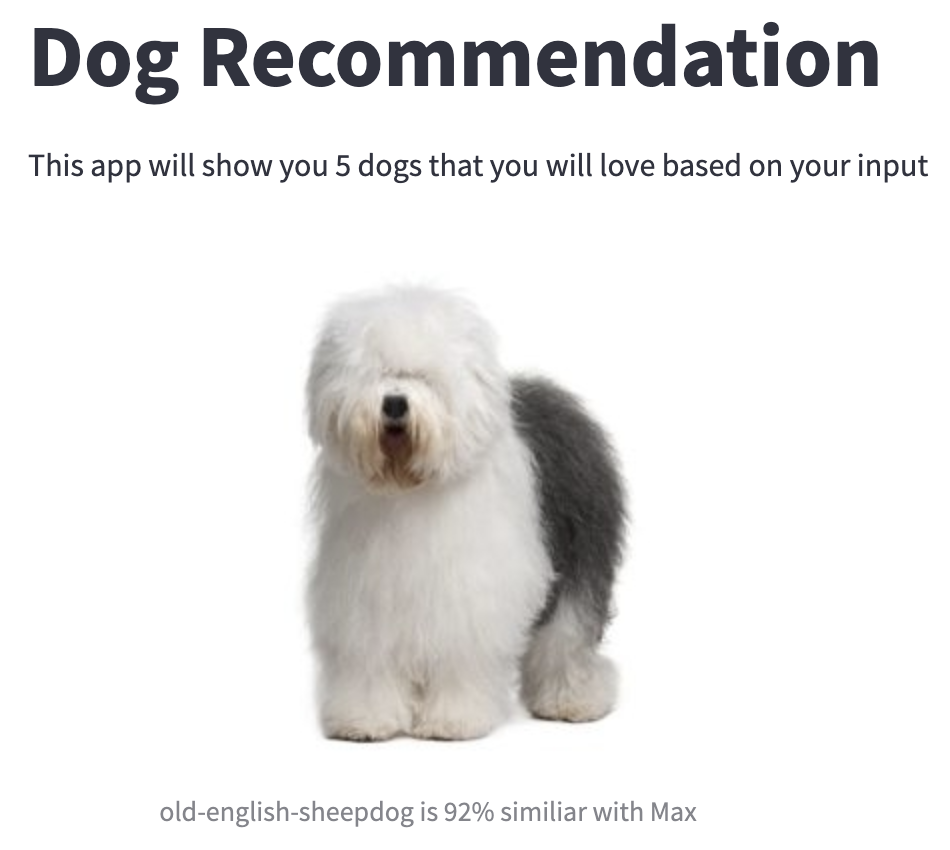 Dog Recommendation
This app will show you 5 dogs that you will love based on your input
old-english-sheepdog is 92% similiar with Max